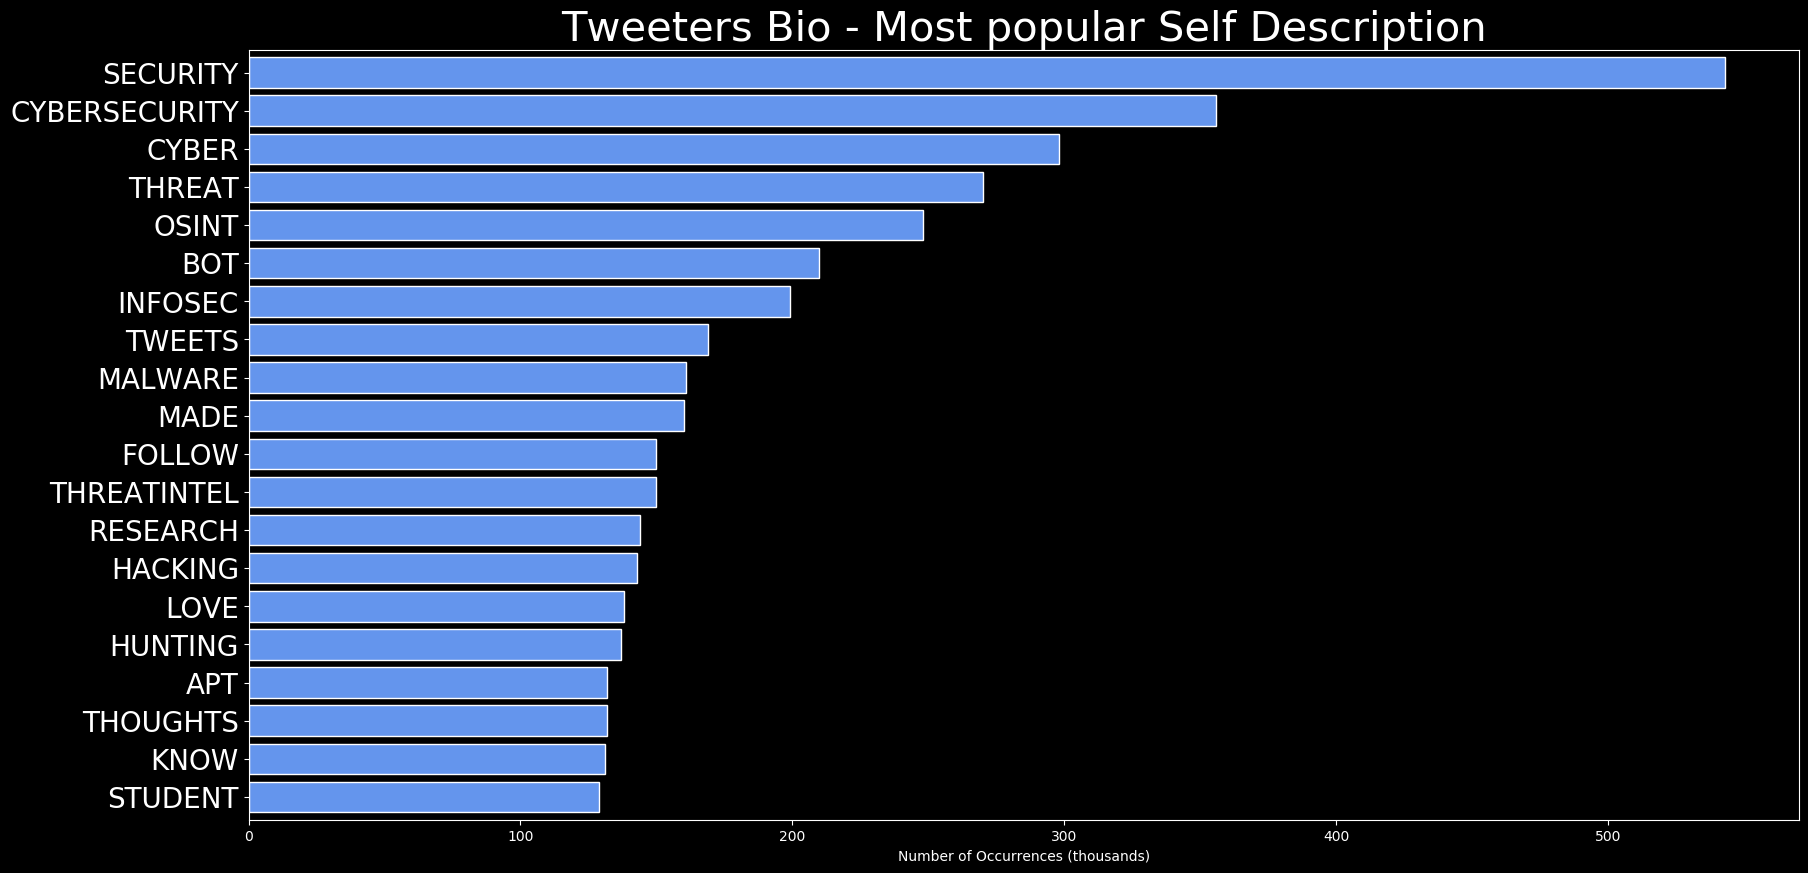 Tweeters Bio - Most popular Self Description
SECURITY
CYBERSECURITY
CYBER
THREAT
OSINT
BOT
INFOSEC
TWEETS
MALWARE
MADE
FOLLOW
THREATINTEL
RESEARCH
HACKING
LOVE
HUNTING
APT
THOUGHTS
KNOW
STUDENT
0 100 200 300 400 500
Number of Occurrences (thousands)